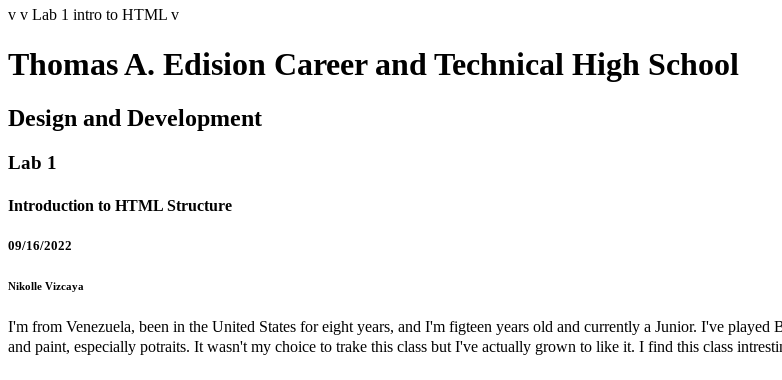 v v Lab 1 intro to HTML v
Thomas A. Edision Career and Technical High School
Design and Development
Lab 1
Introduction to HTML Structure
09/16/2022
Nikolle Vizcaya
I'm from Venezuela, been in the United States for eight years, and I'm figteen years old and currently a Junior. I've played
and paint, especially potraits. It wasn't my choice to trake this class but I've actually grown to like it. I find this class